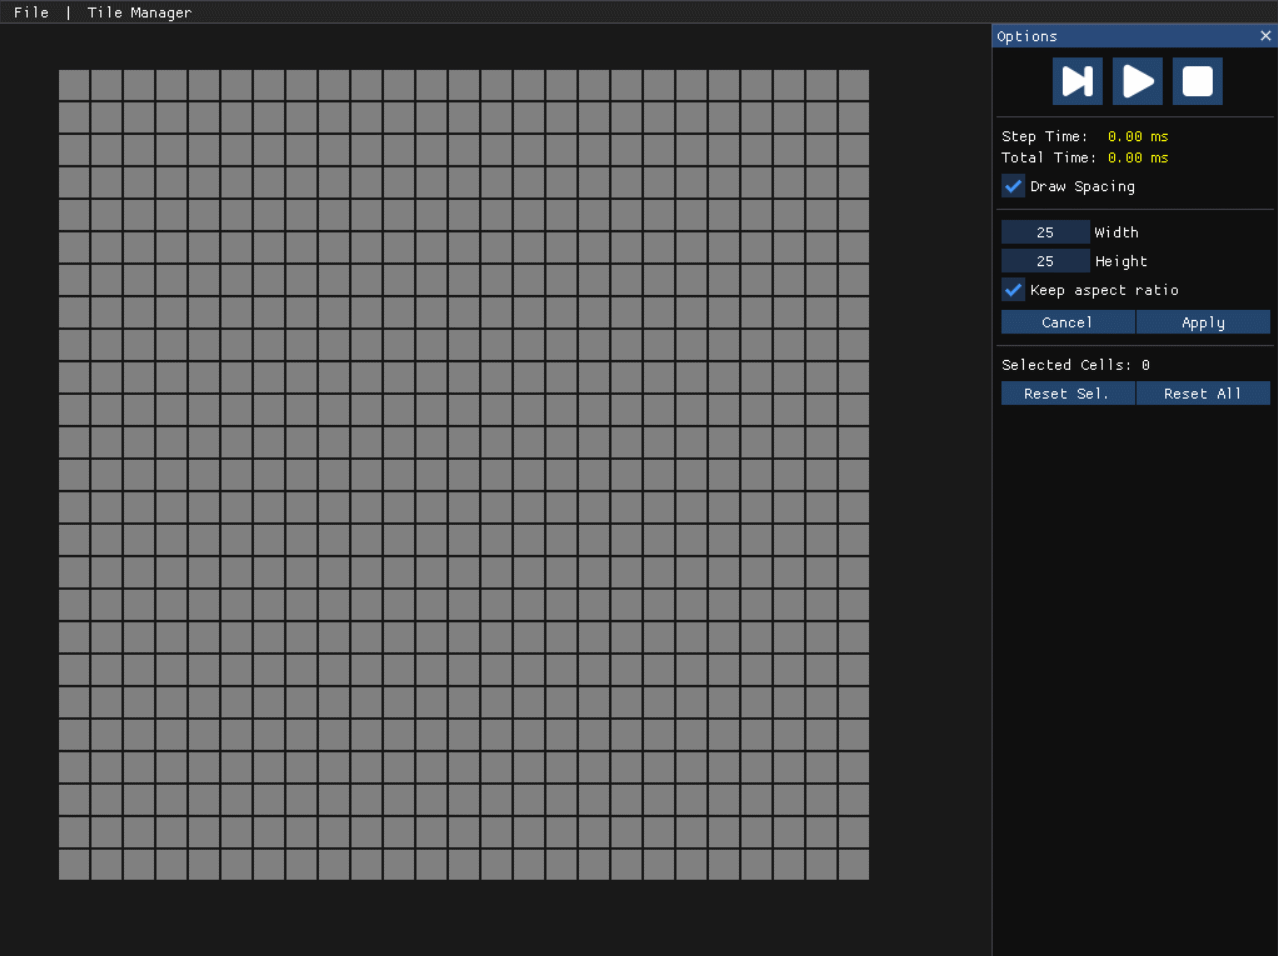 File | Tile Manager
Options
Step Time: 0.00 ms
Total Time: 0.00 ms
Draw Spacing
25 Width
25 Height
Keep aspect ratio
Cancel Apply
Selected Cells: 0
Reset Sel. Reset All